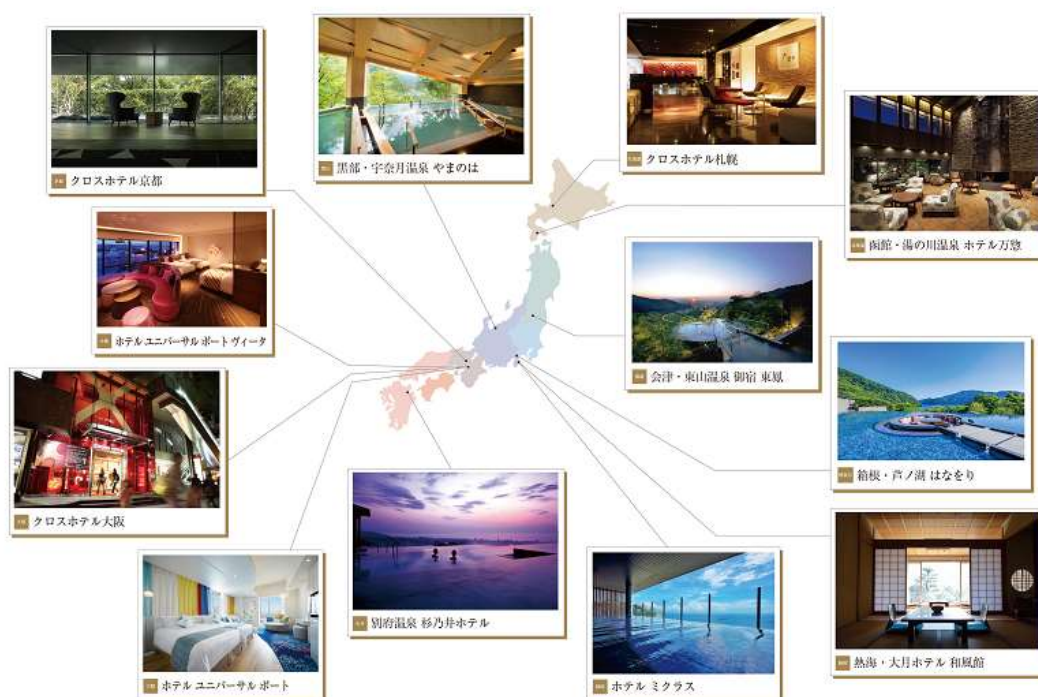 クロスホテル京都
黒部・宇奈月温泉 やまのは
クロスホテル札幌
函館・湯の川温泉 ホテル万惣
ホテル ユニバーサル ポート ヴィータ
会津・東山温泉 御宿 東鳳
クロスホテル大阪
箱根・芦ノ湖 はなをり
別府温泉 杉乃井ホテル
ホテル ユニバーサル ポート
ホテル ミクラス
熱海・大月ホテル 和風館